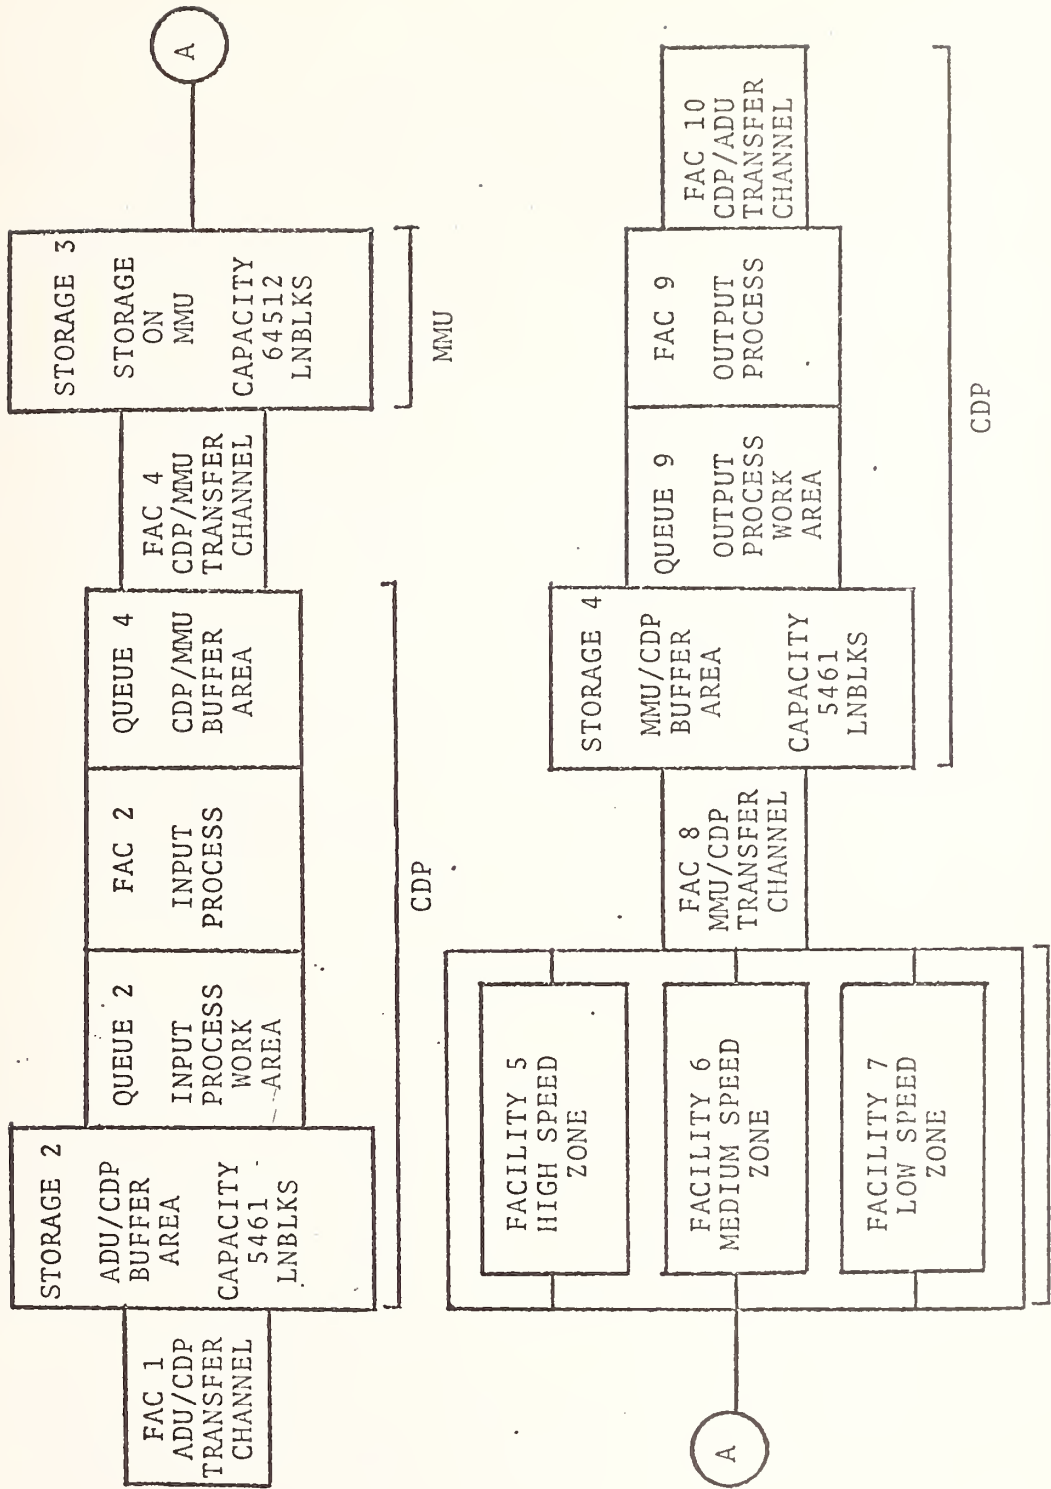 FAC 1
ADU/CDP
TRANSFER
CHANNEL
STORAGE 2
ADU/CDP
BUFFER
AREA
CAPACITY
5461
LNBLKS
QUEUE 2
INPUT
PROCESS
WORK
AREA
FAC 2
INPUT
PROCESS
QUEUE 4
CDP/MMU
BUFFER
AREA
FAC 4
CDP/MMU
TRANSFER
CHANNEL
STORAGE 3
STORAGE
ON
MMU
CAPACITY
64512
LNBLKS
A
CDP
MMU
A
FACILITY 5
HIGH SPEED
ZONE
FACILITY 6
MEDIUM SPEED
ZONE
FACILITY 7
LOW SPEED
ZONE
FAC 8
MMU/CDP
TRANSFER
CHANNEL
STORAGE 4
MMU/CDP
BUFFER
AREA
CAPACITY
5461
LNBLKS
QUEUE 9
OUTPUT
PROCESS
WORK
AREA
FAC 9
OUTPUT
PROCESS
FAC 10
CDP/ADU
TRANSFER
CHANNEL
CDP